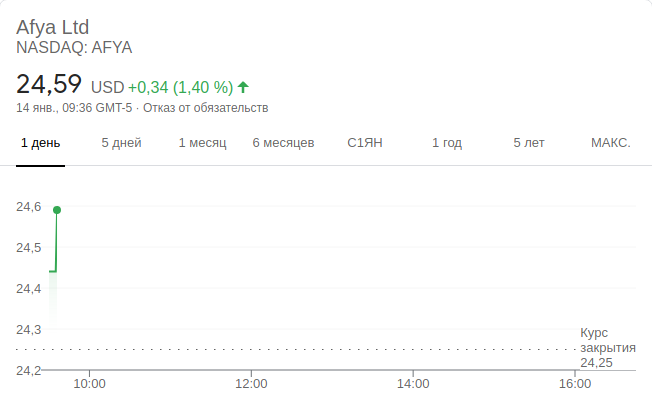 Afya Ltd
NASDAQ: AFYA
24,59 USD +0,34 (1,40 %)
14 янв., 09:36 GMT-5 · Отказ от обязательств
1 день 5 дней 1 месяц 6 месяцев С1ЯН 1 год 5 лет МАКС.
24,6
24,5
24,4
24,3
24,2
Курс
закрытия
24,25
10:00 12:00 14:00 16:00